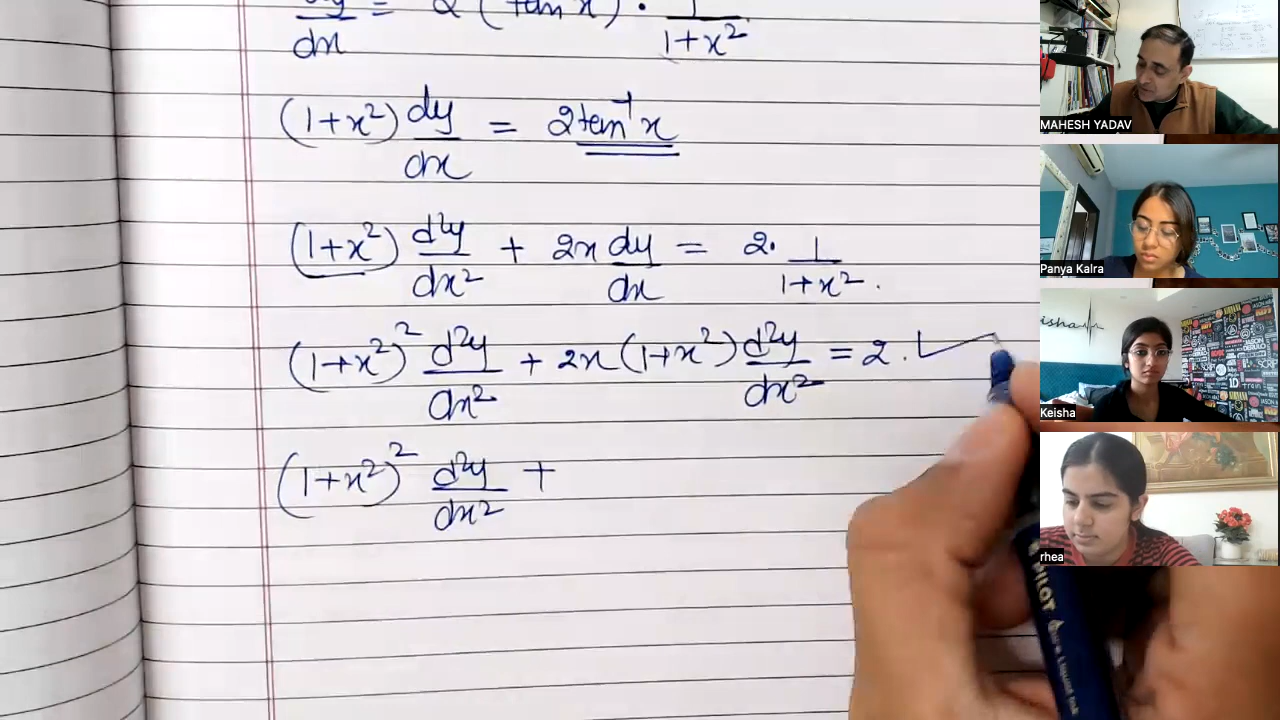 dy/dx = 2 (tan x) · 1/(1+x²)
(1+x²) dy/dx = 2tan⁻¹x
(1+x²) d²y/dx² + 2x dy/dx = 2· 1/(1+x²).
(1+x²)² d²y/dx² + 2x (1+x²) d²y/dx² = 2.
(1+x²)² d²y/dx² +
PILOT
MAHESH YADAV
Panya Kalra
Keisha
rhea